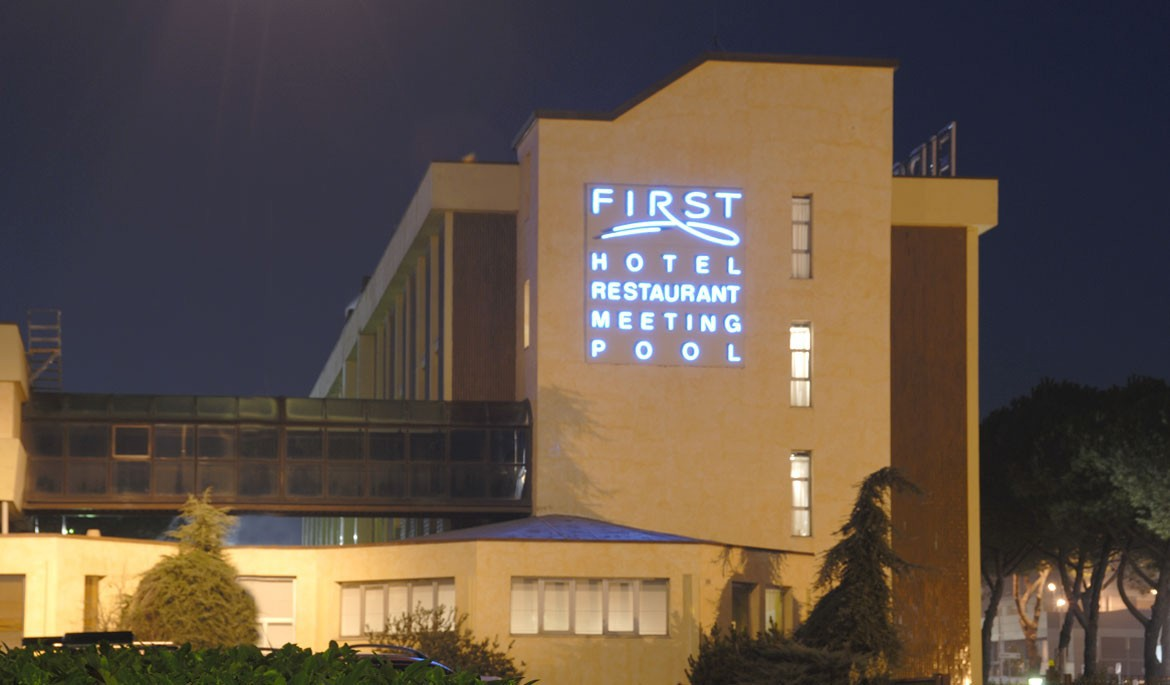 FIRST
HOTEL
RESTAURANT
MEETING
POOL